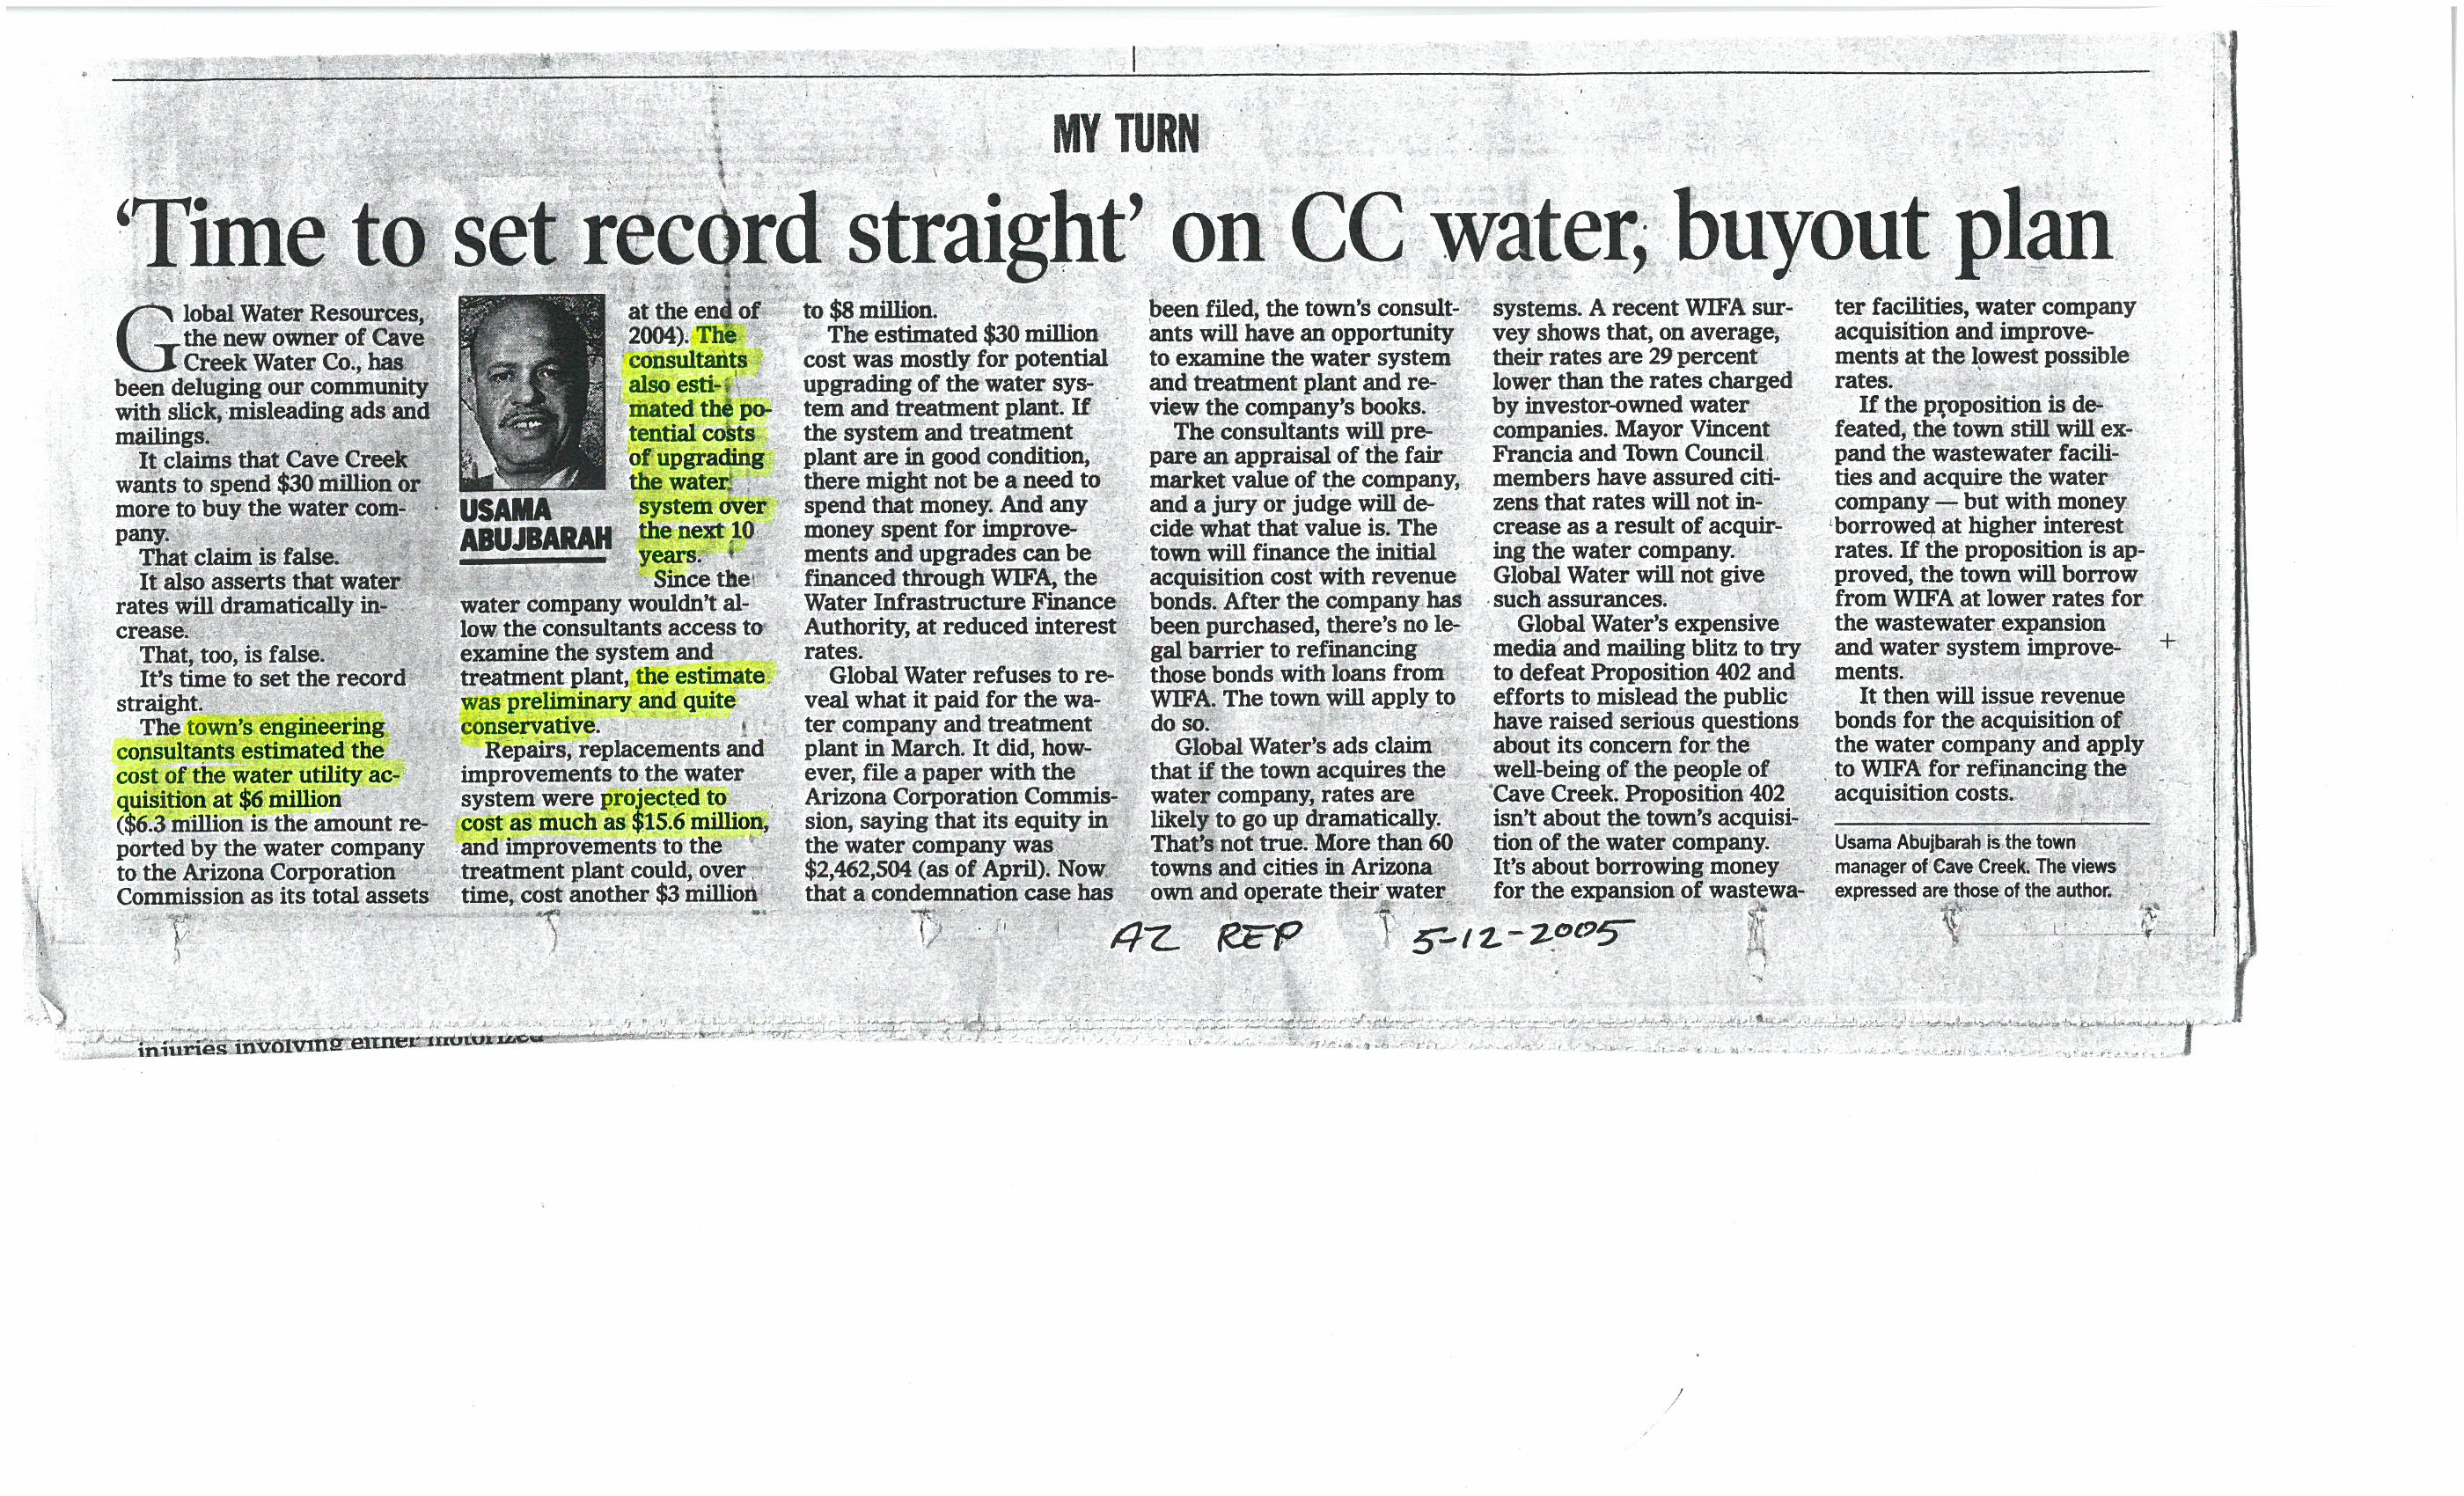 MY TURN
‘Time to set record straight’ on CC water, buyout plan
Global Water Resources,
the new owner of Cave
Creek Water Co., has
been deluging our community
with slick, misleading ads and
mailings.
It claims that Cave Creek
wants to spend $30 million or
more to buy the water com-
pany.
That claim is false.
It also asserts that water
rates will dramatically in-
crease.
That, too, is false.
It's time to set the record
straight.
The town's engineering
consultants estimated the
cost of the water utility ac-
quisition at $6 million
($6.3 million is the amount re-
ported by the water company
to the Arizona Corporation
Commission as its total assets
USAMA
ABUJBARAH
at the end of
2004). The
consultants
also esti-
mated the po-
tential costs
of upgrading
the water
system over
the next 10
years.
Since the
water company wouldn't al-
low the consultants access to
examine the system and
treatment plant, the estimate
was preliminary and quite
conservative.
Repairs, replacements and
improvements to the water
system were projected to
cost as much as $15.6 million,
and improvements to the
treatment plant could, over
time, cost another $3 million
to $8 million.
The estimated $30 million
cost was mostly for potential
upgrading of the water sys-
tem and treatment plant. If
the system and treatment
plant are in good condition,
there might not be a need to
spend that money. And any
money spent for improve-
ments and upgrades can be
financed through WIFA, the
Water Infrastructure Finance
Authority, at reduced interest
rates.
Global Water refuses to re-
veal what it paid for the wa-
ter company and treatment
plant in March. It did, how-
ever, file a paper with the
Arizona Corporation Commis-
sion, saying that its equity in
the water company was
$2,462,504 (as of April). Now
that a condemnation case has
been filed, the town's consult-
ants will have an opportunity
to examine the water system
and treatment plant and re-
view the company's books.
The consultants will pre-
pare an appraisal of the fair
market value of the company,
and a jury or judge will de-
cide what that value is. The
town will finance the initial
acquisition cost with revenue
bonds. After the company has
been purchased, there's no le-
gal barrier to refinancing
those bonds with loans from
WIFA. The town will apply to
do so.
Global Water's ads claim
that if the town acquires the
water company, rates are
likely to go up dramatically.
That's not true. More than 60
towns and cities in Arizona
own and operate their water
systems. A recent WIFA sur-
vey shows that, on average,
their rates are 29 percent
lower than the rates charged
by investor-owned water
companies. Mayor Vincent
Francia and Town Council
members have assured citi-
zens that rates will not in-
crease as a result of acquir-
ing the water company.
Global Water will not give
such assurances.
Global Water's expensive
media and mailing blitz to try
to defeat Proposition 402 and
efforts to mislead the public
have raised serious questions
about its concern for the
well-being of the people of
Cave Creek. Proposition 402
isn't about the town's acquisi-
tion of the water company.
It's about borrowing money
for the expansion of wastewa-
ter facilities, water company
acquisition and improve-
ments at the lowest possible
rates.
If the proposition is de-
feated, the town still will ex-
pand the wastewater facili-
ties and acquire the water
company — but with money
borrowed at higher interest
rates. If the proposition is ap-
proved, the town will borrow
from WIFA at lower rates for
the wastewater expansion
and water system improve-
ments.
It then will issue revenue
bonds for the acquisition of
the water company and apply
to WIFA for refinancing the
acquisition costs.
Usama Abujbarah is the town
manager of Cave Creek. The views
expressed are those of the author.
AZ REP 5-12-2005
injuries involving either motorized